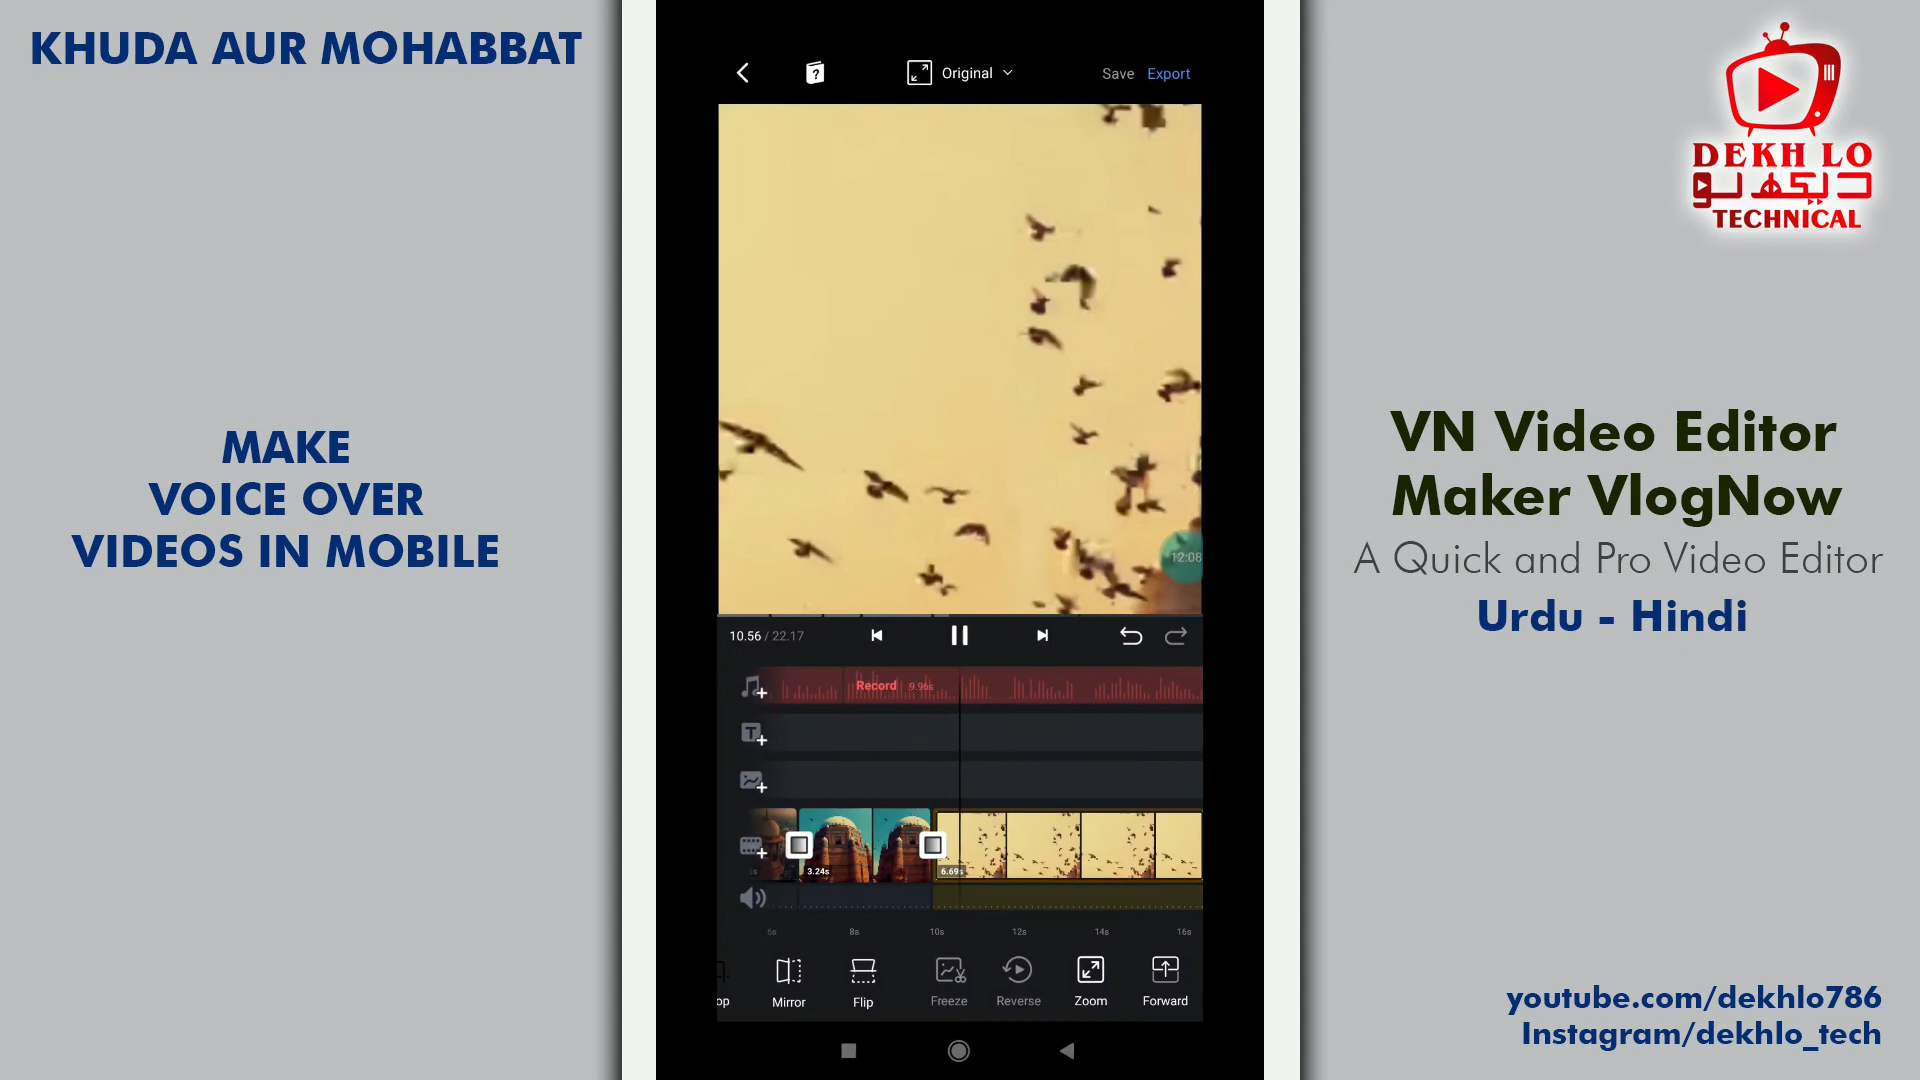 KHUDA AUR MOHABBAT
MAKE
VOICE OVER
VIDEOS IN MOBILE
Original
Save
Export
12:08
10.56 / 22.17
Record 9.96s
3.24s
6.69s
6s
8s
10s
12s
14s
16s
op
Mirror
Flip
Freeze
Reverse
Zoom
Forward
DEKH LO
دیکھ لو
TECHNICAL
VN Video Editor
Maker VlogNow
A Quick and Pro Video Editor
Urdu - Hindi
youtube.com/dekhlo786
Instagram/dekhlo_tech